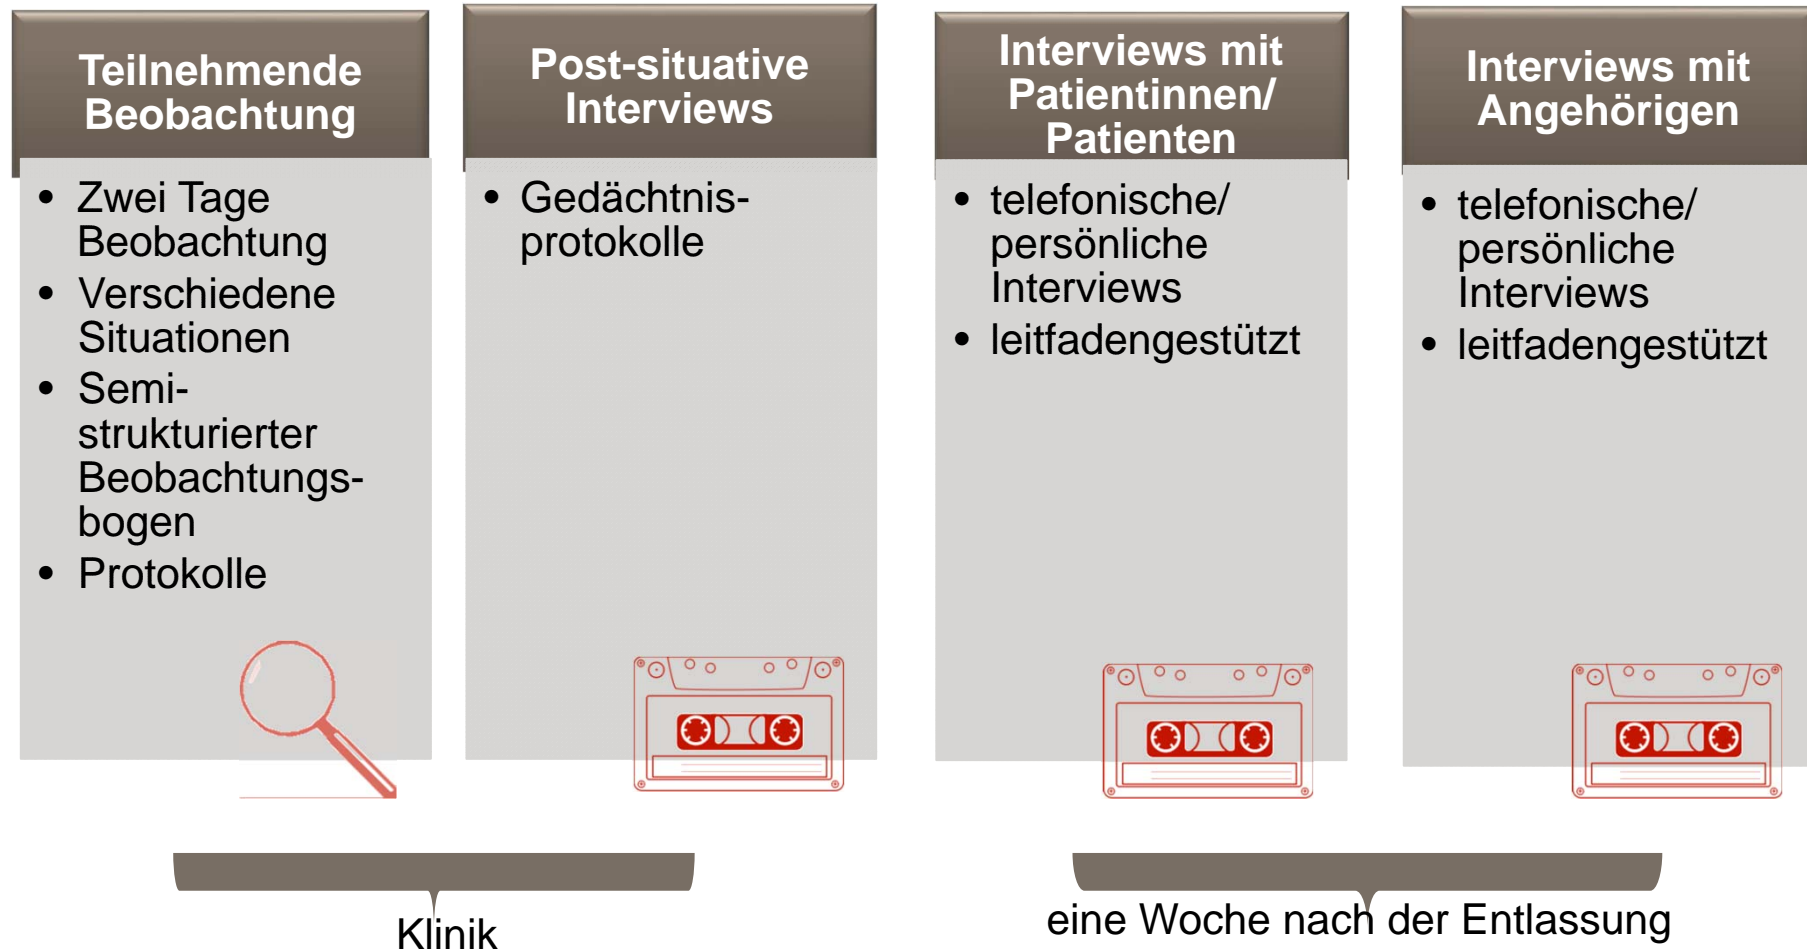 Teilnehmende
Beobachtung
• Zwei Tage
Beobachtung
• Verschiedene
Situationen
• Semi-
strukturierter
Beobachtungs-
bogen
• Protokolle
Post-situative
Interviews
• Gedächtnis-
protokolle
Interviews mit
Patientinnen/
Patienten
• telefonische/
persönliche
Interviews
• leitfadengestützt
Interviews mit
Angehörigen
• telefonische/
persönliche
Interviews
• leitfadengestützt
Klinik
eine Woche nach der Entlassung